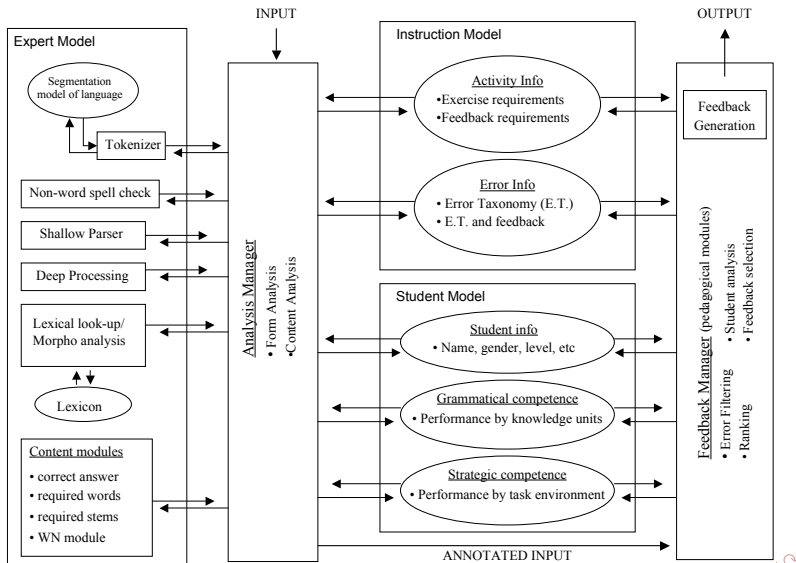 INPUT
OUTPUT
Expert Model
Segmentation
model of language
Tokenizer
Non-word spell check
Shallow Parser
Deep Processing
Lexical look-up/
Morpho analysis
Lexicon
Content modules
• correct answer
• required words
• required stems
• WN module
Analysis Manager
• Form Analysis
•Content Analysis
Instruction Model
Activity Info
•Exercise requirements
•Feedback requirements
Error Info
• Error Taxonomy (E.T.)
• E.T. and feedback
Student Model
Student info
• Name, gender, level, etc
Grammatical competence
• Performance by knowledge units
Strategic competence
• Performance by task environment
Feedback
Generation
Feedback Manager (pedagogical modules)
• Error Filtering
• Student analysis
• Ranking
• Feedback selection
ANNOTATED INPUT